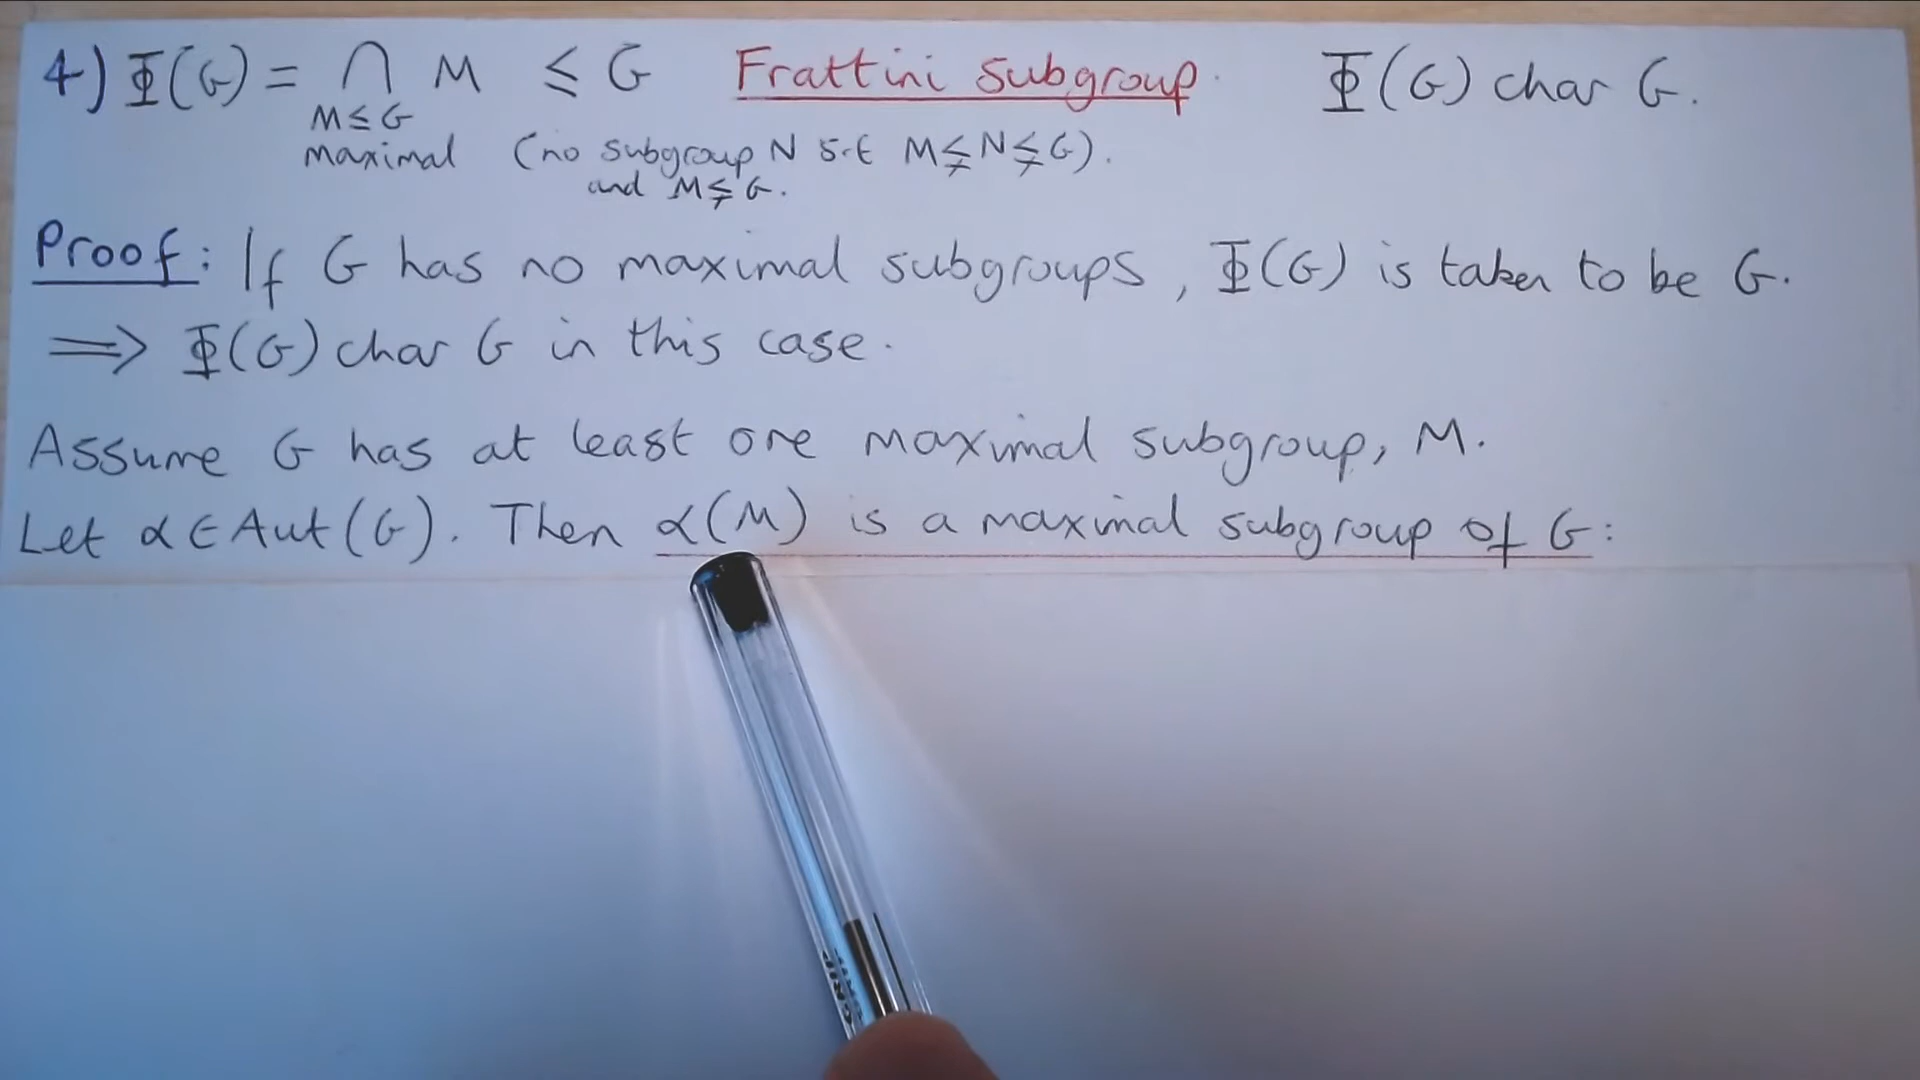 4) Φ(G) = ∩ M ≤ G Frattini Subgroup. Φ(G) char G.
M≤G
maximal (no subgroup N s.t M⪇N⪇G).
and M⪇G.
Proof: If G has no maximal subgroups, Φ(G) is taken to be G.
⟹ Φ(G) char G in this case.
Assume G has at least one maximal subgroup, M.
Let α∈Aut(G). Then α(M) is a maximal subgroup of G:
GRIP